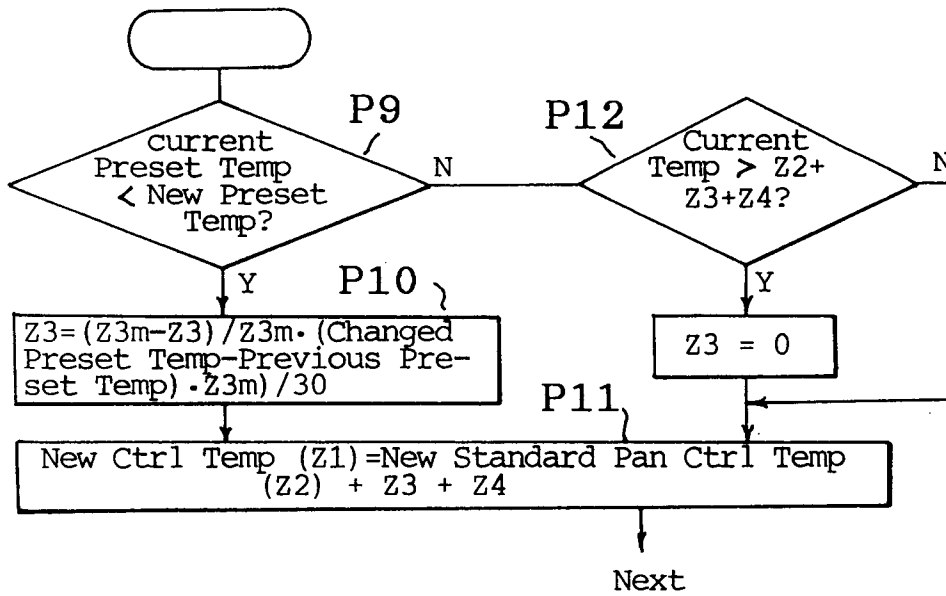 P9
current
Preset Temp
< New Preset
Temp?
N
Y
P12
Current
Temp > Z2+
Z3+Z4?
N
Y
P10
Z3=(Z3m-Z3)/Z3m·(Changed
Preset Temp-Previous Pre-
set Temp)·Z3m)/30
Z3 = 0
P11
New Ctrl Temp (Z1)=New Standard Pan Ctrl Temp
(Z2) + Z3 + Z4
Next